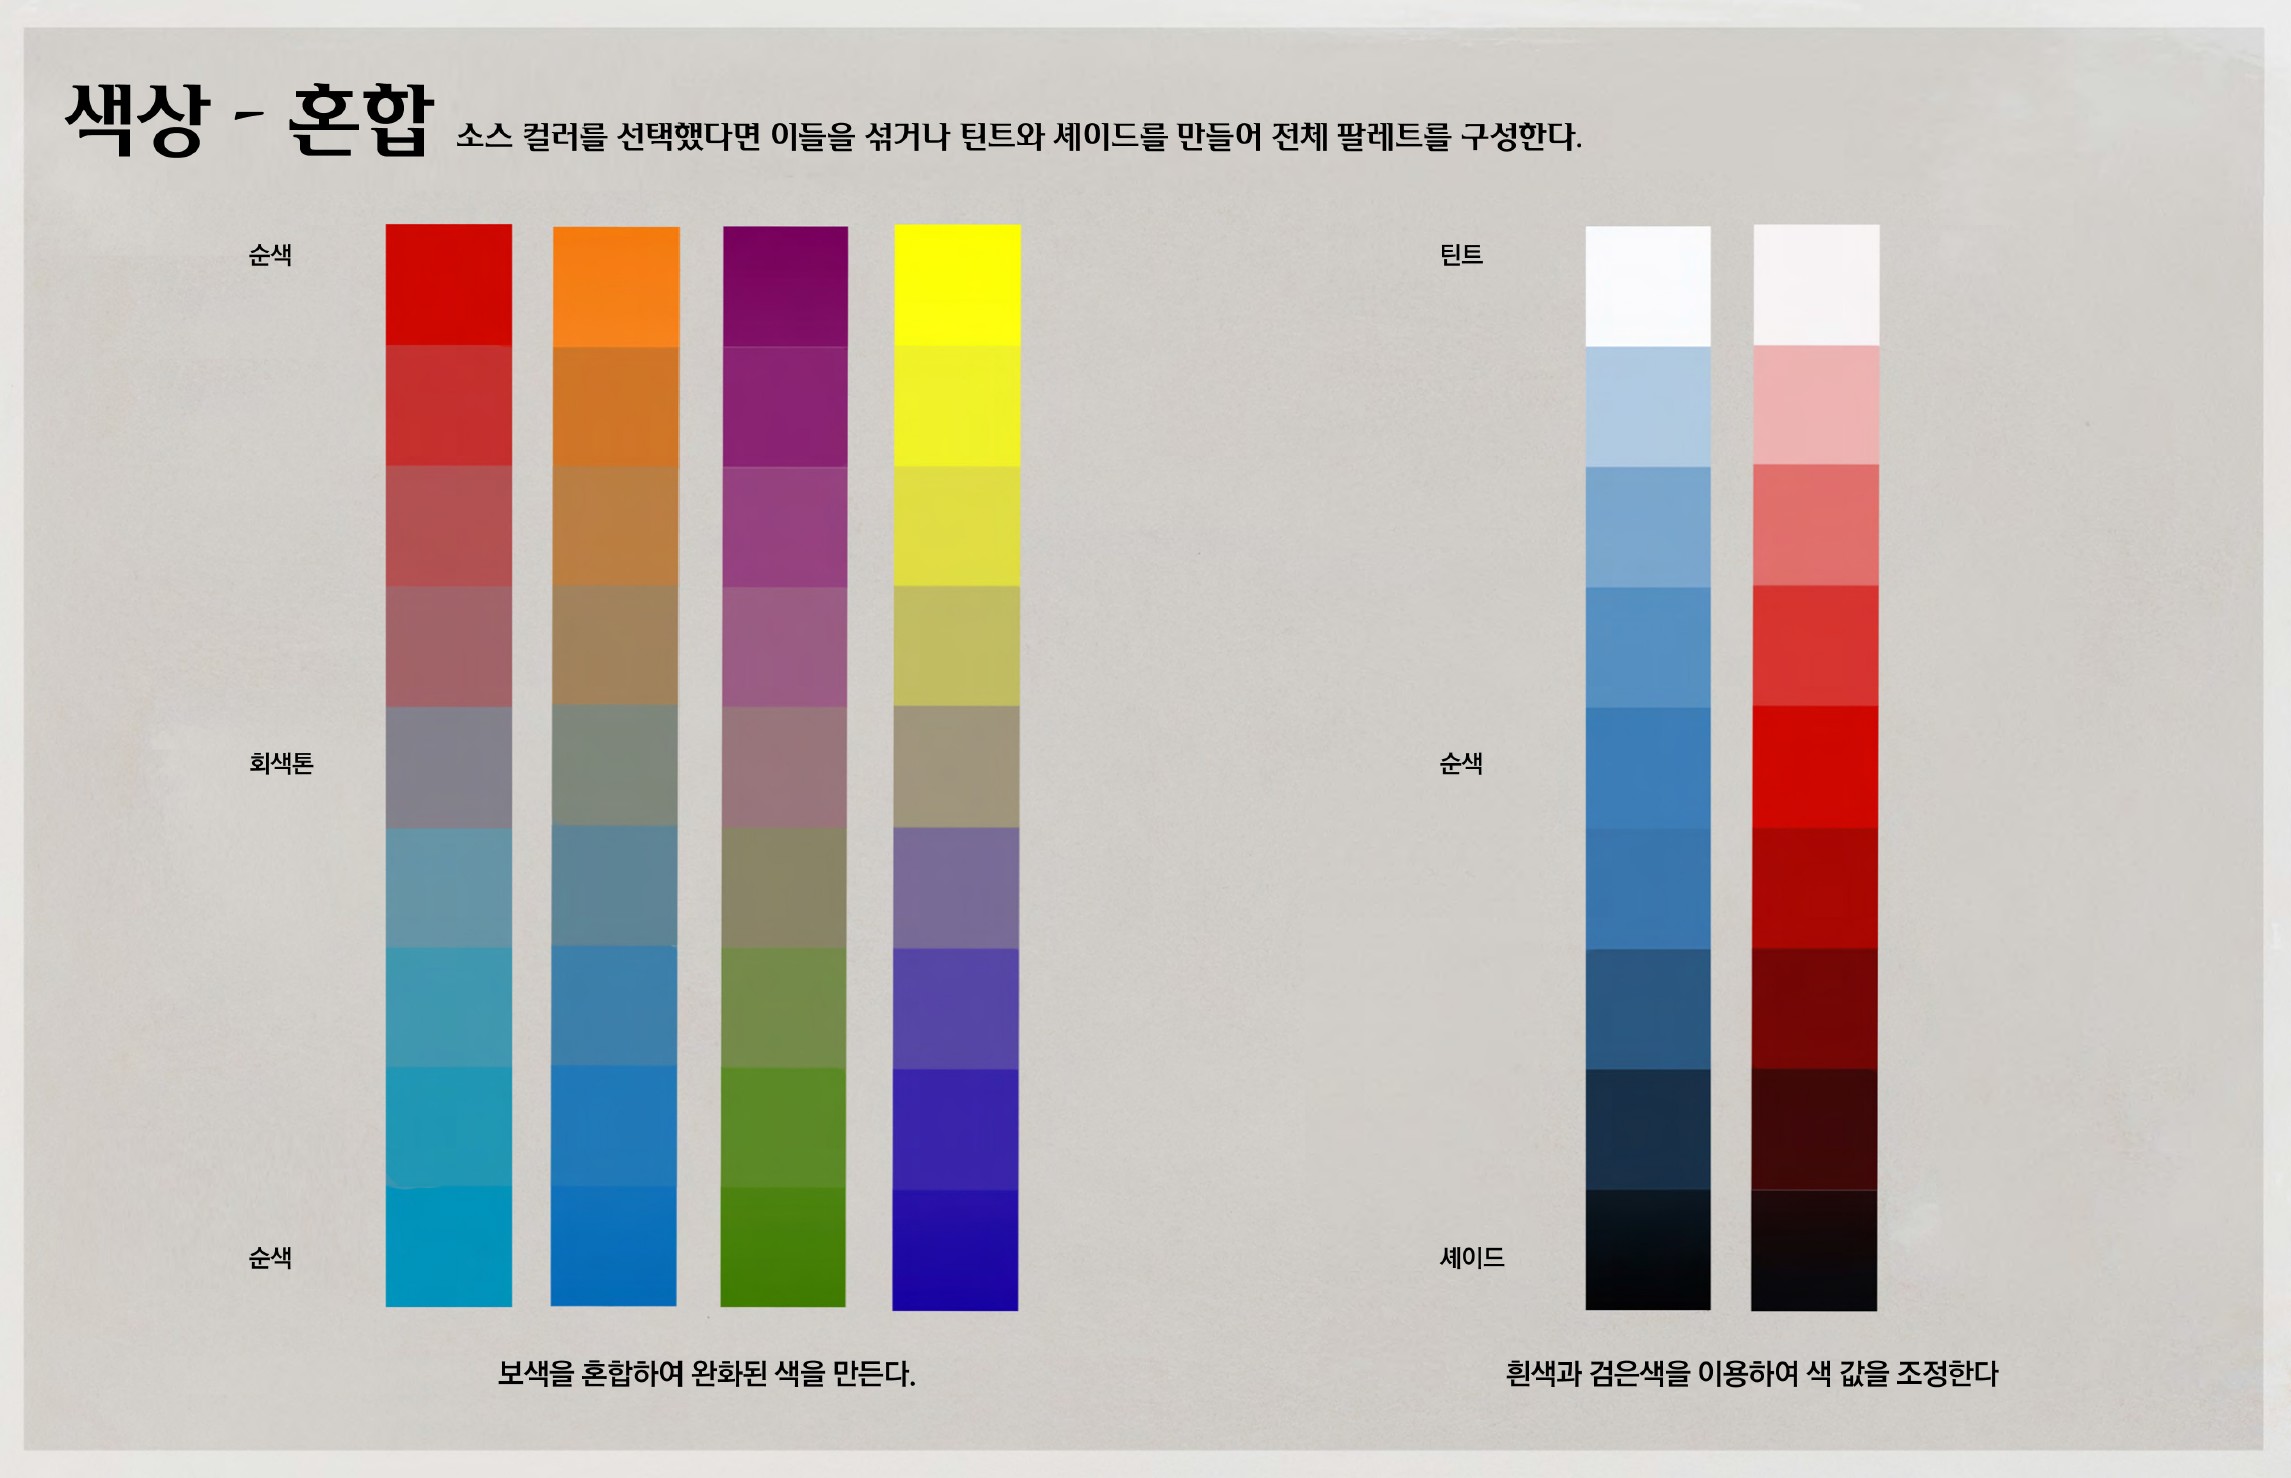 색상 - 혼합 소스 컬러를 선택했다면 이들을 섞거나 틴트와 셰이드를 만들어 전체 팔레트를 구성한다.
순색
틴트
회색톤
순색
순색
셰이드
보색을 혼합하여 완화된 색을 만든다.
흰색과 검은색을 이용하여 색 값을 조정한다